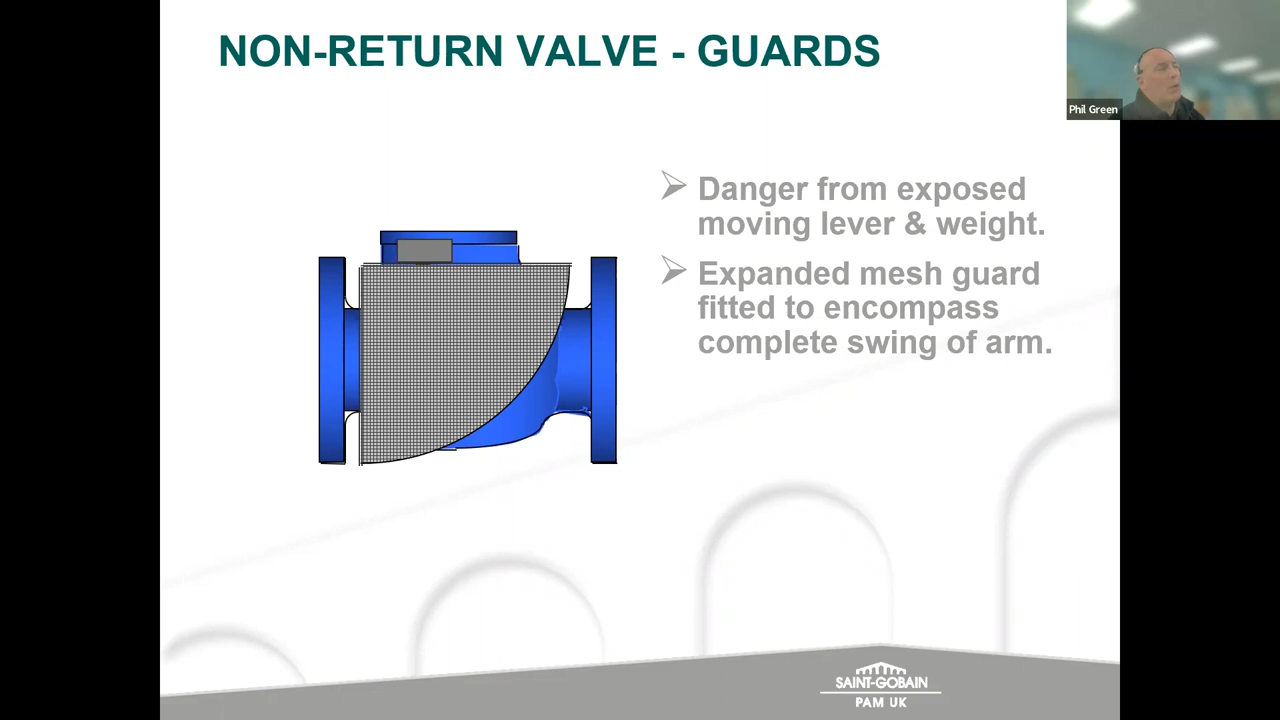 NON-RETURN VALVE - GUARDS
Phil Green
Danger from exposed
moving lever & weight.
Expanded mesh guard
fitted to encompass
complete swing of arm.
SAINT-GOBAIN
PAM UK